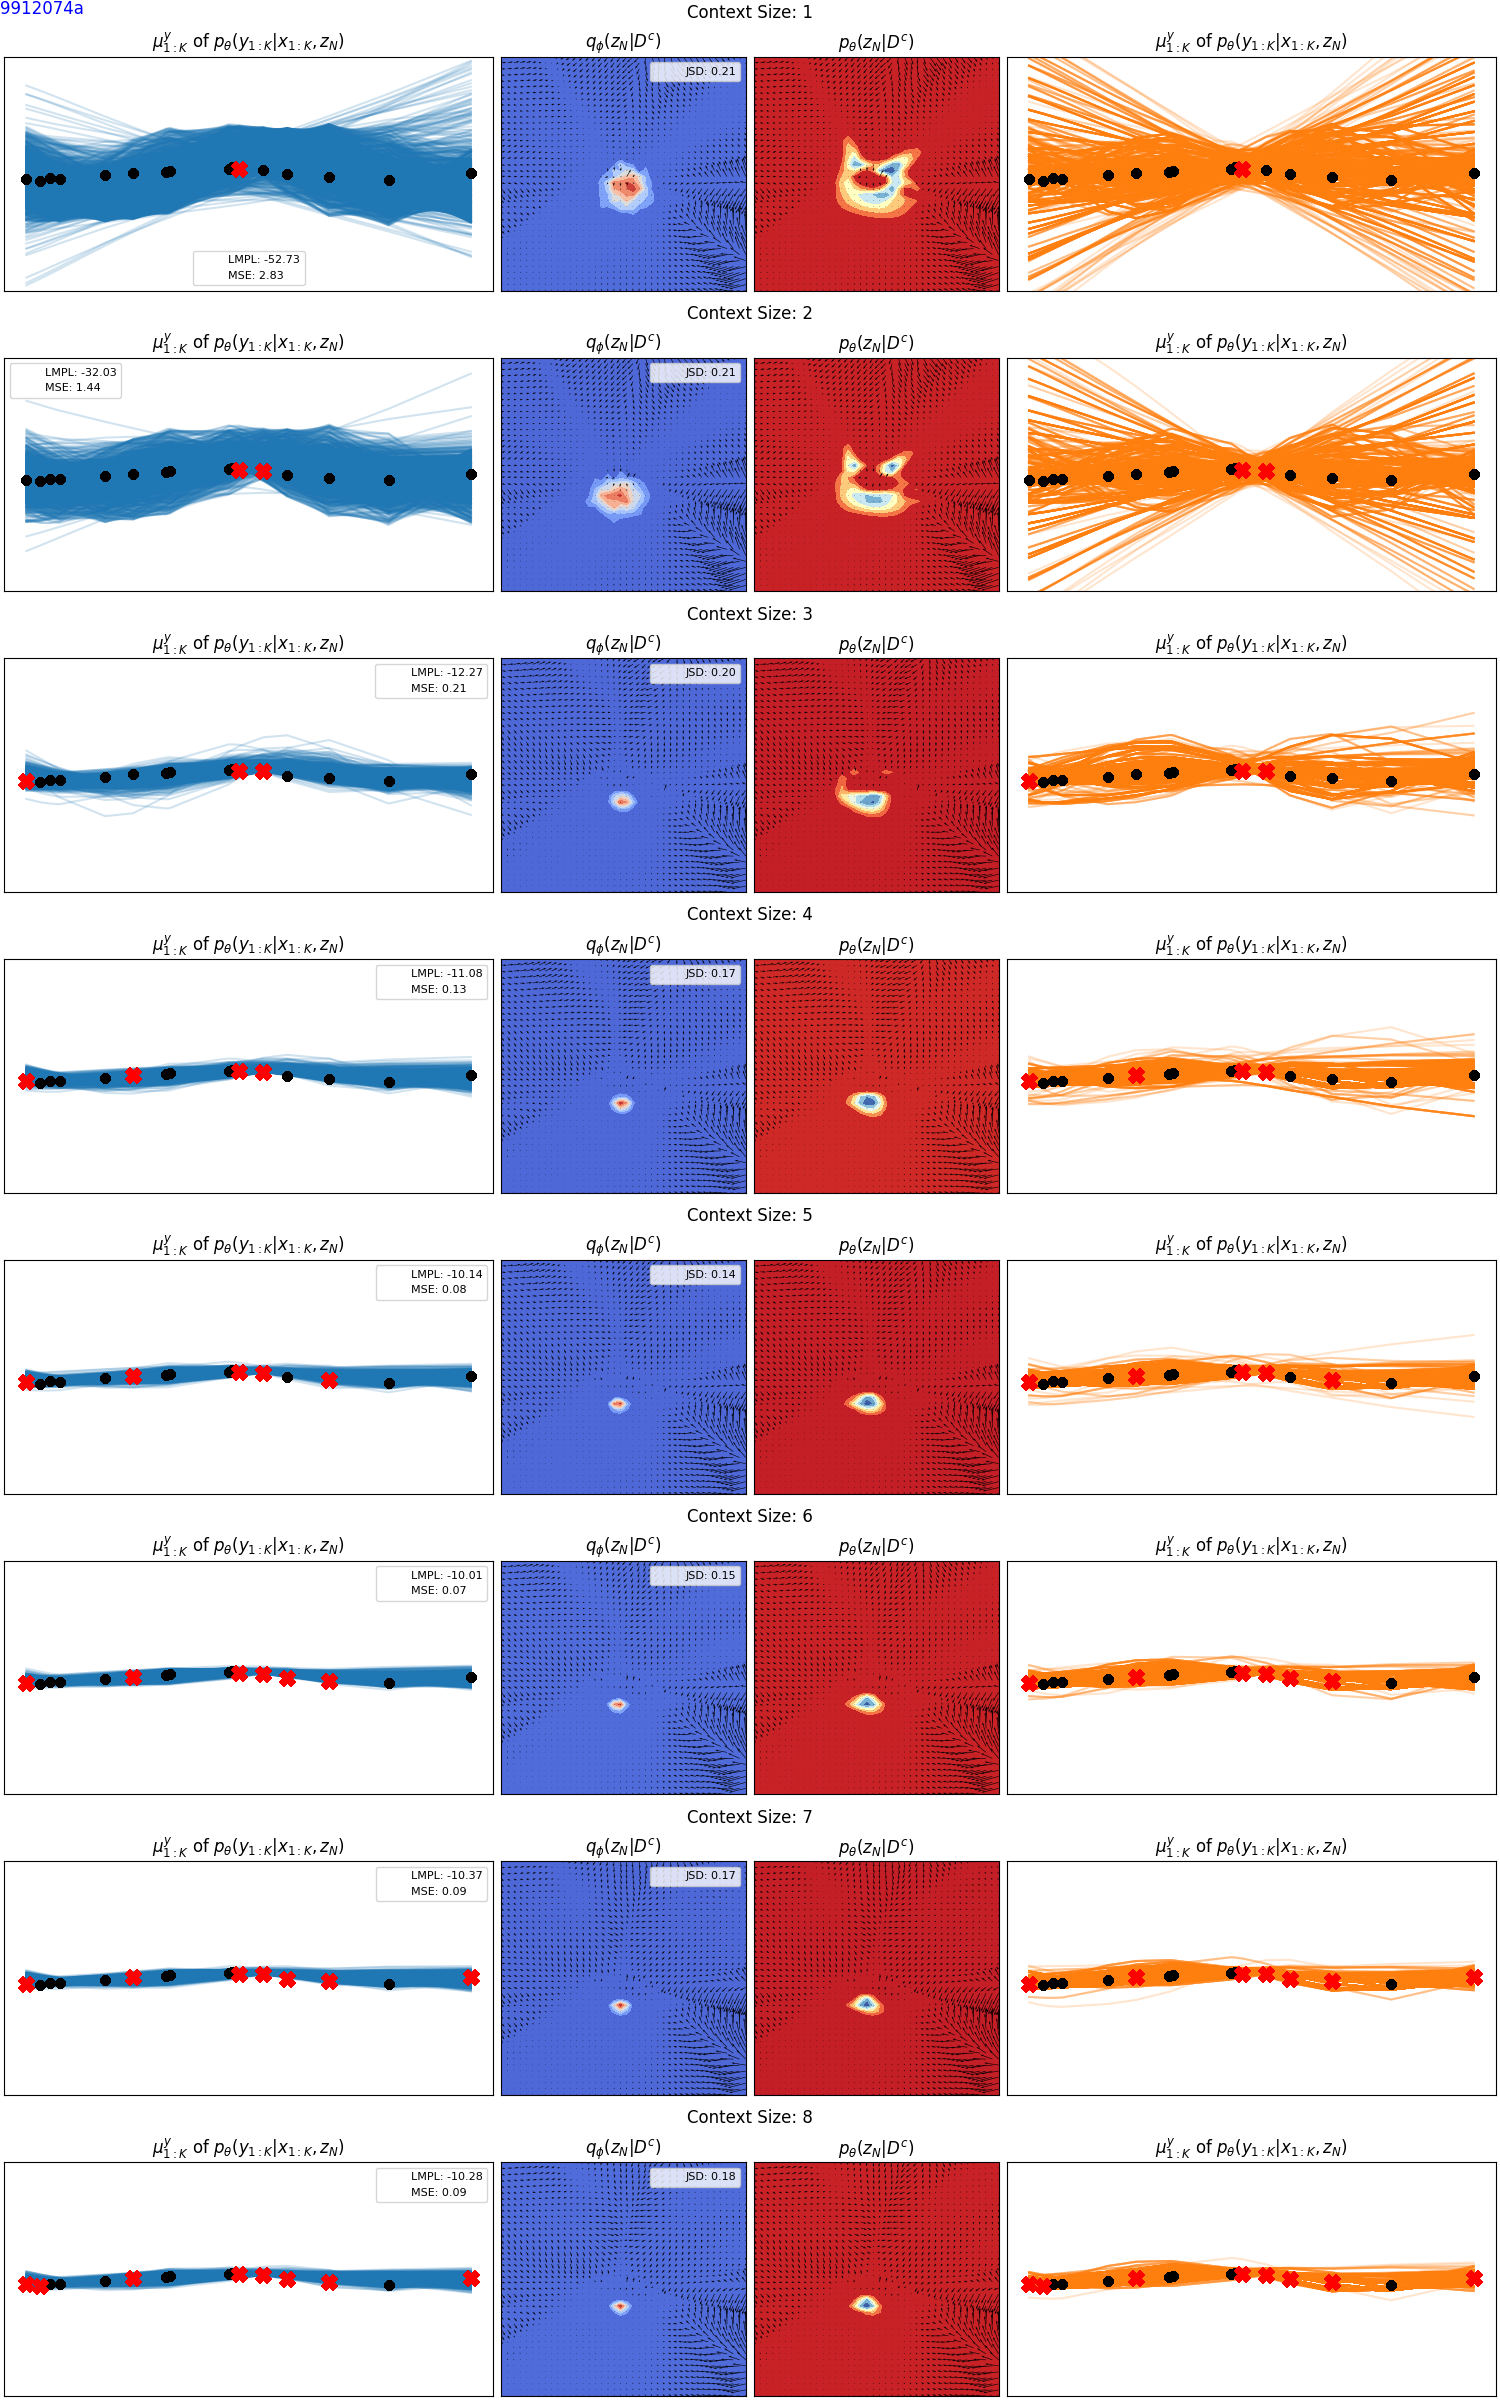 9912074a
Context Size: 1
μ^y_{1:K} of p_θ(y_{1:K}|x_{1:K}, z_N)
q_ϕ(z_N|D^c)
p_θ(z_N|D^c)
μ^y_{1:K} of p_θ(y_{1:K}|x_{1:K}, z_N)
JSD: 0.21
LMPL: -52.73
MSE: 2.83
Context Size: 2
μ^y_{1:K} of p_θ(y_{1:K}|x_{1:K}, z_N)
q_ϕ(z_N|D^c)
p_θ(z_N|D^c)
μ^y_{1:K} of p_θ(y_{1:K}|x_{1:K}, z_N)
LMPL: -32.03
MSE: 1.44
JSD: 0.21
Context Size: 3
μ^y_{1:K} of p_θ(y_{1:K}|x_{1:K}, z_N)
q_ϕ(z_N|D^c)
p_θ(z_N|D^c)
μ^y_{1:K} of p_θ(y_{1:K}|x_{1:K}, z_N)
LMPL: -12.27
MSE: 0.21
JSD: 0.20
Context Size: 4
μ^y_{1:K} of p_θ(y_{1:K}|x_{1:K}, z_N)
q_ϕ(z_N|D^c)
p_θ(z_N|D^c)
μ^y_{1:K} of p_θ(y_{1:K}|x_{1:K}, z_N)
LMPL: -11.08
MSE: 0.13
JSD: 0.17
Context Size: 5
μ^y_{1:K} of p_θ(y_{1:K}|x_{1:K}, z_N)
q_ϕ(z_N|D^c)
p_θ(z_N|D^c)
μ^y_{1:K} of p_θ(y_{1:K}|x_{1:K}, z_N)
LMPL: -10.14
MSE: 0.08
JSD: 0.14
Context Size: 6
μ^y_{1:K} of p_θ(y_{1:K}|x_{1:K}, z_N)
q_ϕ(z_N|D^c)
p_θ(z_N|D^c)
μ^y_{1:K} of p_θ(y_{1:K}|x_{1:K}, z_N)
LMPL: -10.01
MSE: 0.07
JSD: 0.15
Context Size: 7
μ^y_{1:K} of p_θ(y_{1:K}|x_{1:K}, z_N)
q_ϕ(z_N|D^c)
p_θ(z_N|D^c)
μ^y_{1:K} of p_θ(y_{1:K}|x_{1:K}, z_N)
LMPL: -10.37
MSE: 0.09
JSD: 0.17
Context Size: 8
μ^y_{1:K} of p_θ(y_{1:K}|x_{1:K}, z_N)
q_ϕ(z_N|D^c)
p_θ(z_N|D^c)
μ^y_{1:K} of p_θ(y_{1:K}|x_{1:K}, z_N)
LMPL: -10.28
MSE: 0.09
JSD: 0.18